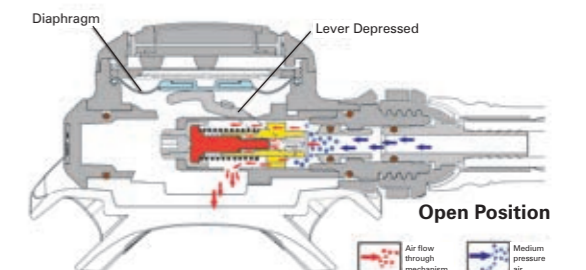 Diaphragm
Lever Depressed
Open Position
Air flow
through
mechanism
Medium
pressure
air